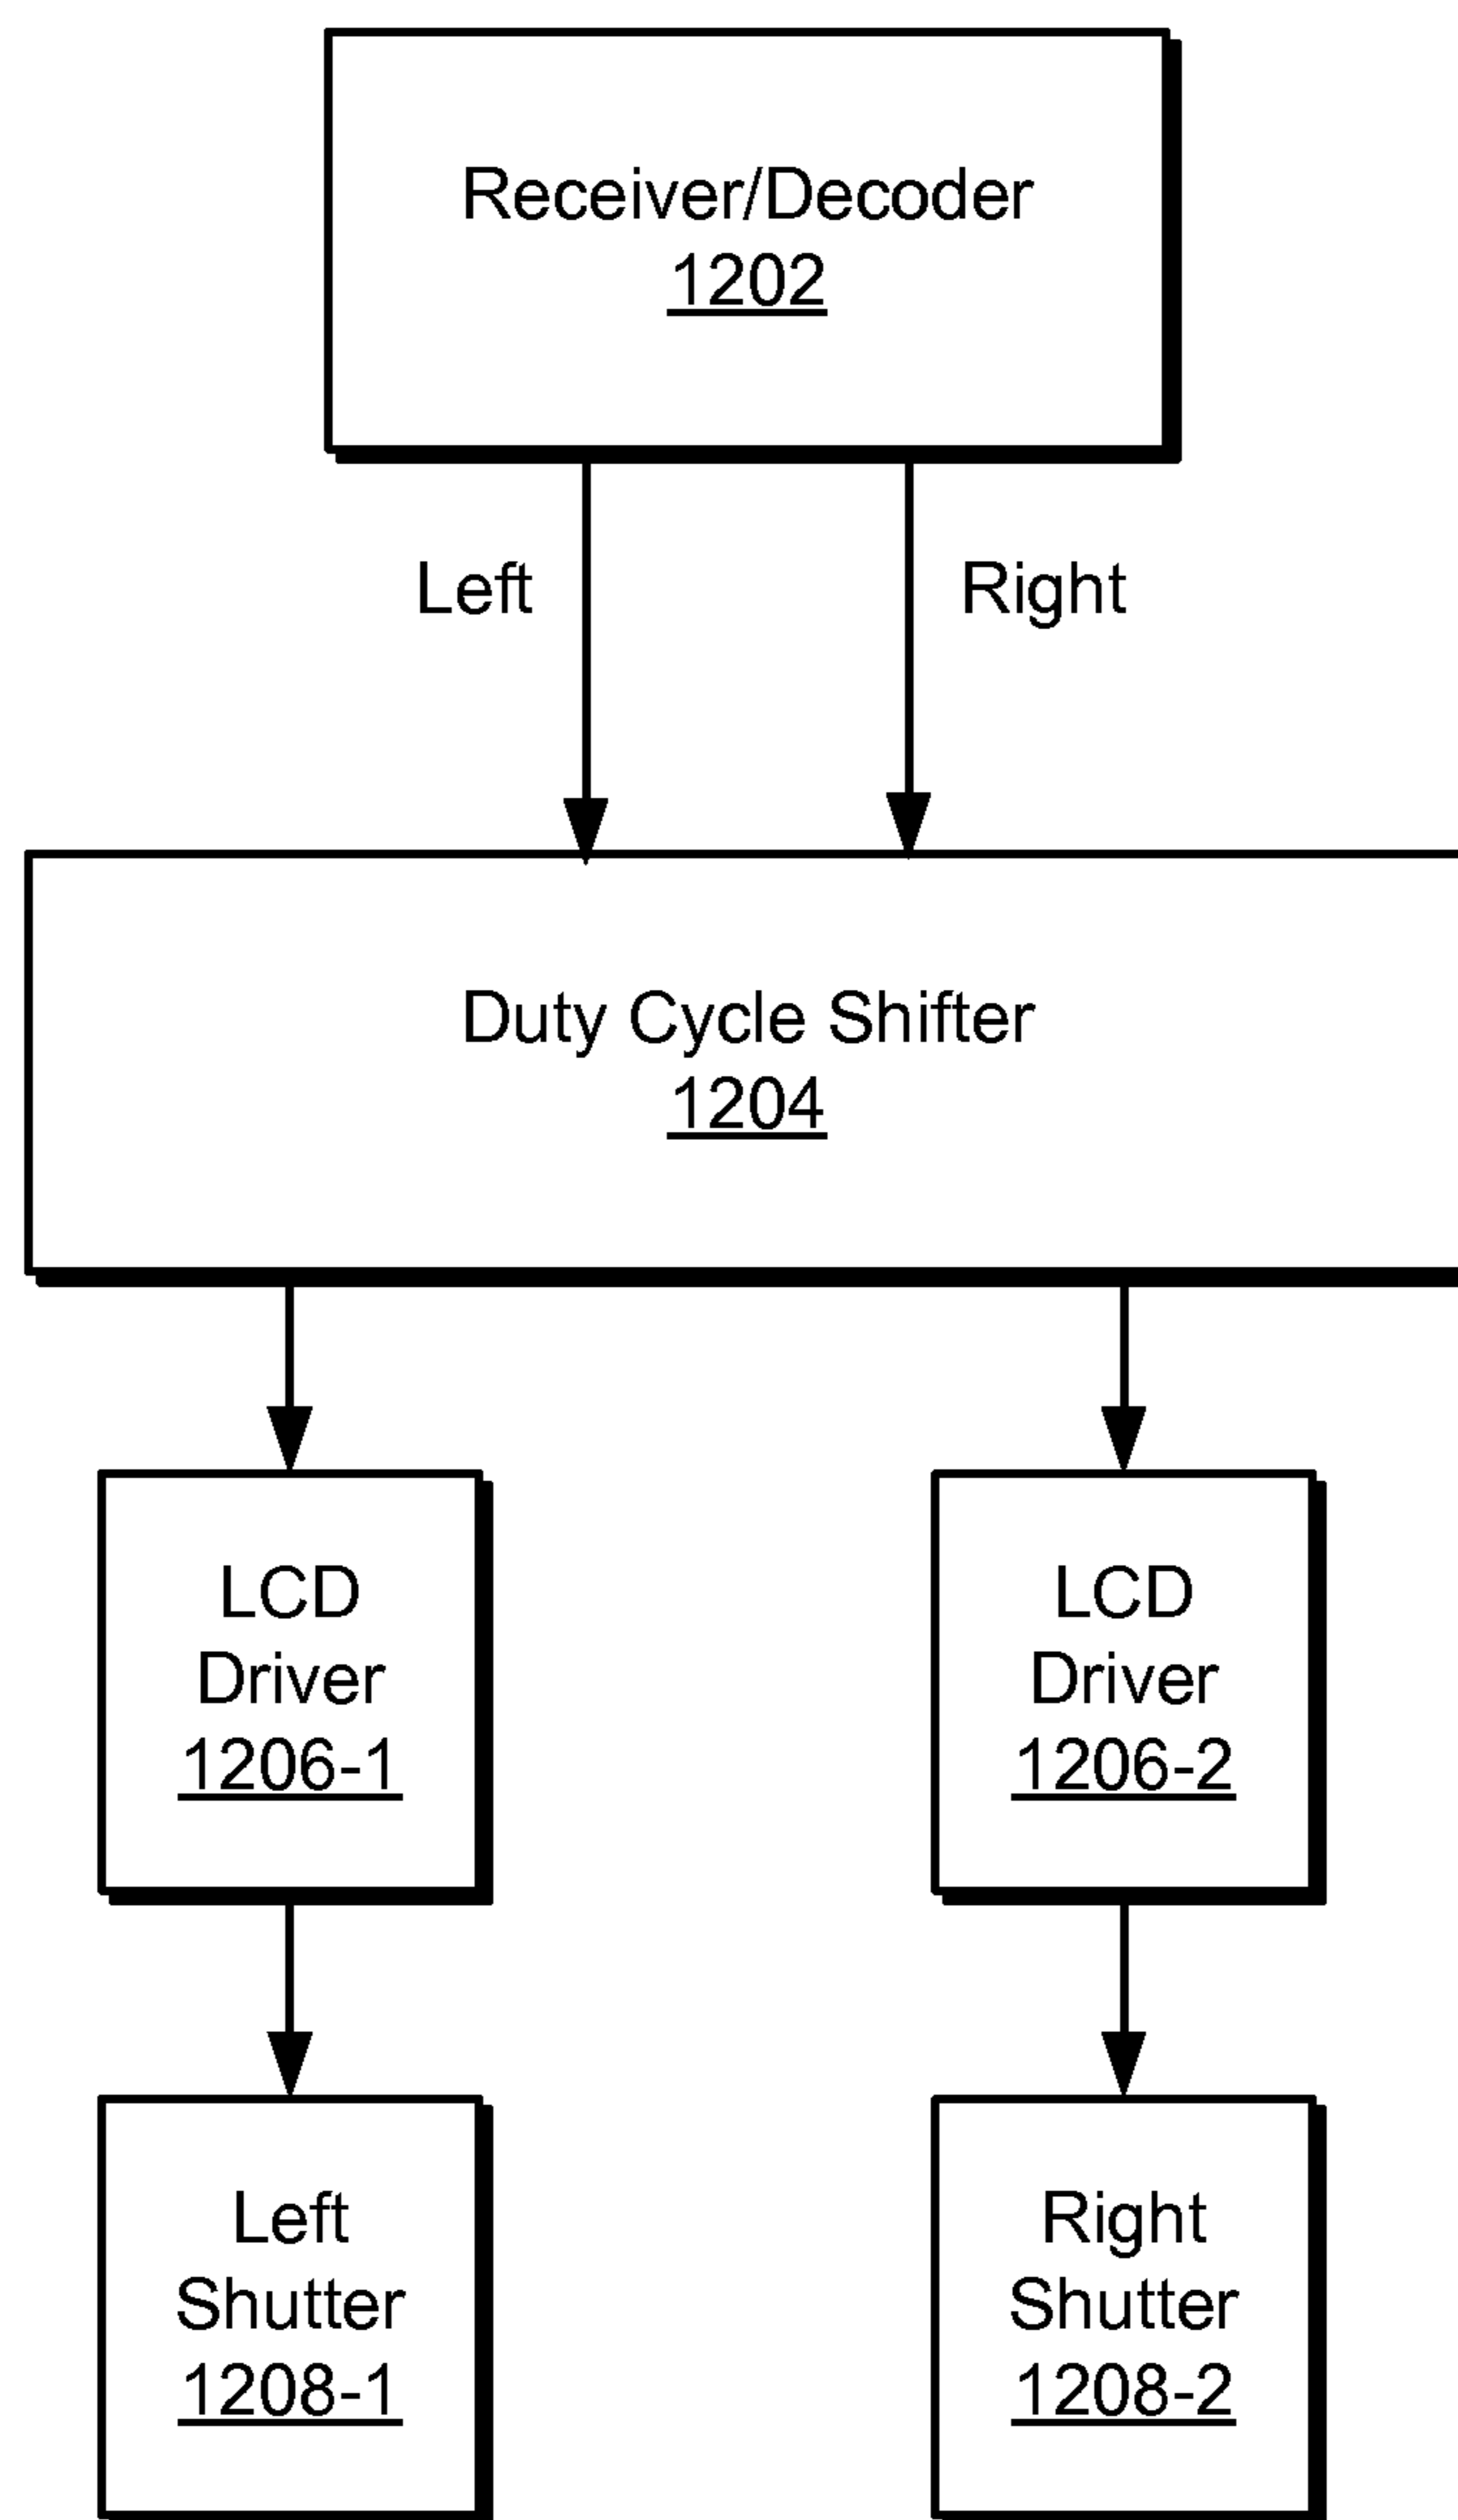 Receiver/Decoder
1202
Left
Right
Duty Cycle Shifter
1204
LCD
Driver
1206-1
LCD
Driver
1206-2
Left
Shutter
1208-1
Right
Shutter
1208-2